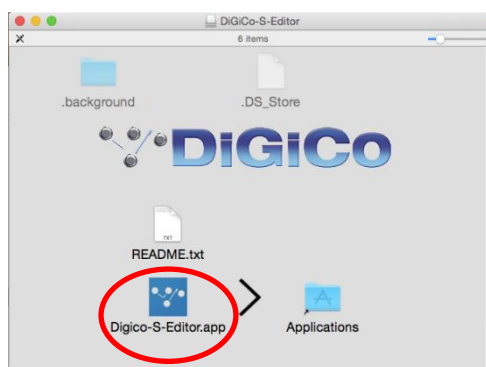 DiGiCo-S-Editor
6 items
.background
.DS_Store
DiGiCo
TXT
README.txt
Digico-S-Editor.app
Applications